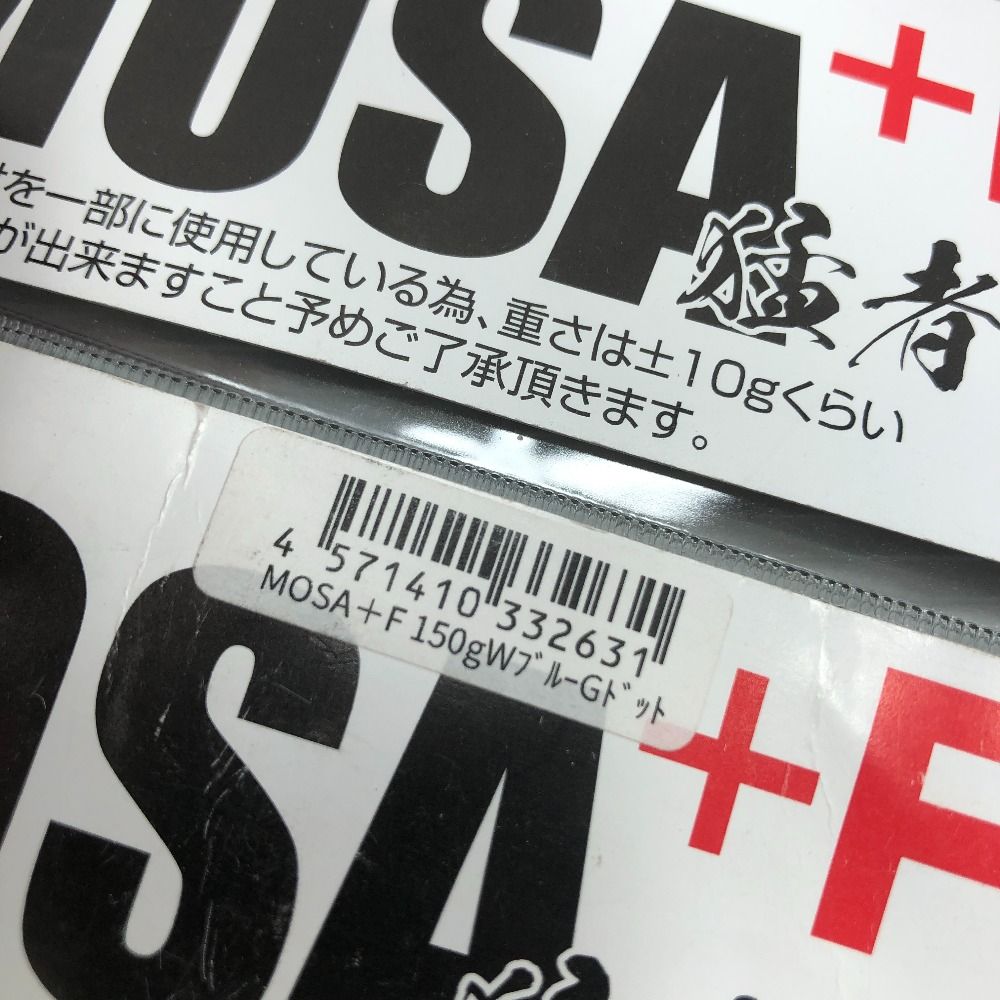 MOSA+
猛者
を一部に使用している為、重さは±10gくらい
が出来ますこと予めご了承頂きます。
4 571410 332631
MOSA＋F 150gWﾌﾞﾙｰGﾄﾞｯﾄ
OSA+F